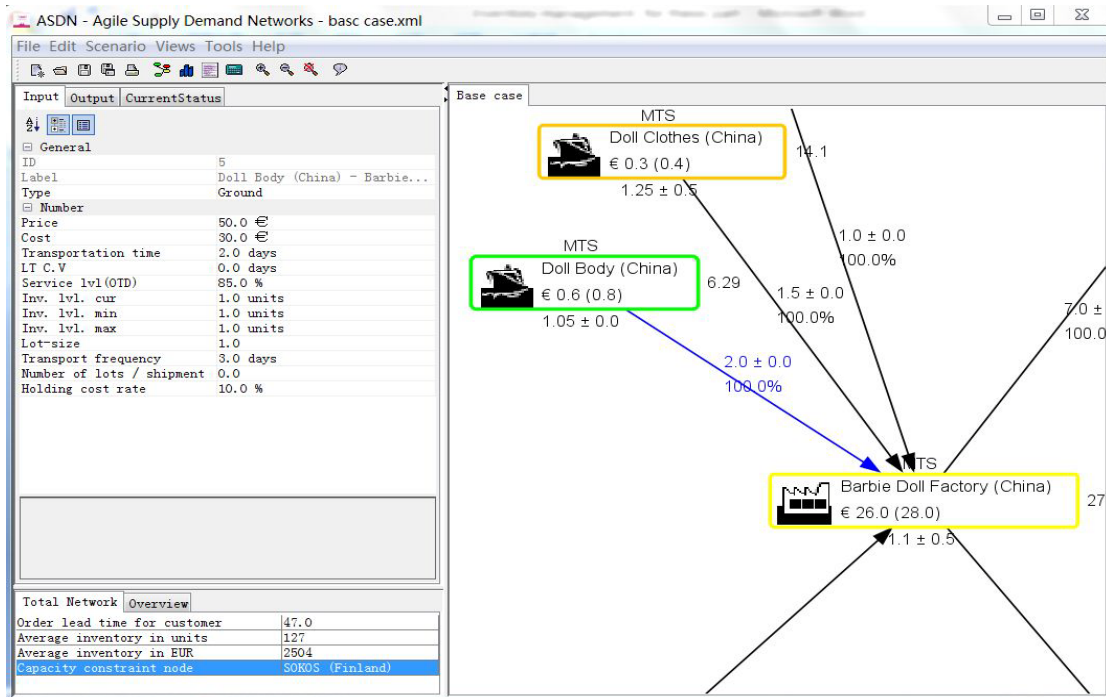 ASDN - Agile Supply Demand Networks - basc case.xml
File Edit Scenario Views Tools Help
Input Output CurrentStatus
General
ID 5
Label Doll Body (China) - Barbie...
Type Ground
Number
Price 50.0 €
Cost 30.0 €
Transportation time 2.0 days
LT C.V 0.0 days
Service lvl(OTD) 85.0 %
Inv. lvl. cur 1.0 units
Inv. lvl. min 1.0 units
Inv. lvl. max 1.0 units
Lot-size 1.0
Transport frequency 3.0 days
Number of lots / shipment 0.0
Holding cost rate 10.0 %
Total Network Overview
Order lead time for customer 47.0
Average inventory in units 127
Average inventory in EUR 2504
Capacity constraint node SOKOS (Finland)
Base case
MTS
Doll Clothes (China)
€ 0.3 (0.4)
14.1
1.25 ± 0.5
1.0 ± 0.0
100.0%
MTS
Doll Body (China)
€ 0.6 (0.8)
6.29
1.05 ± 0.0
1.5 ± 0.0
100.0%
7.0 ±
100.0
2.0 ± 0.0
100.0%
MTS
Barbie Doll Factory (China)
€ 26.0 (28.0)
27
1.1 ± 0.5